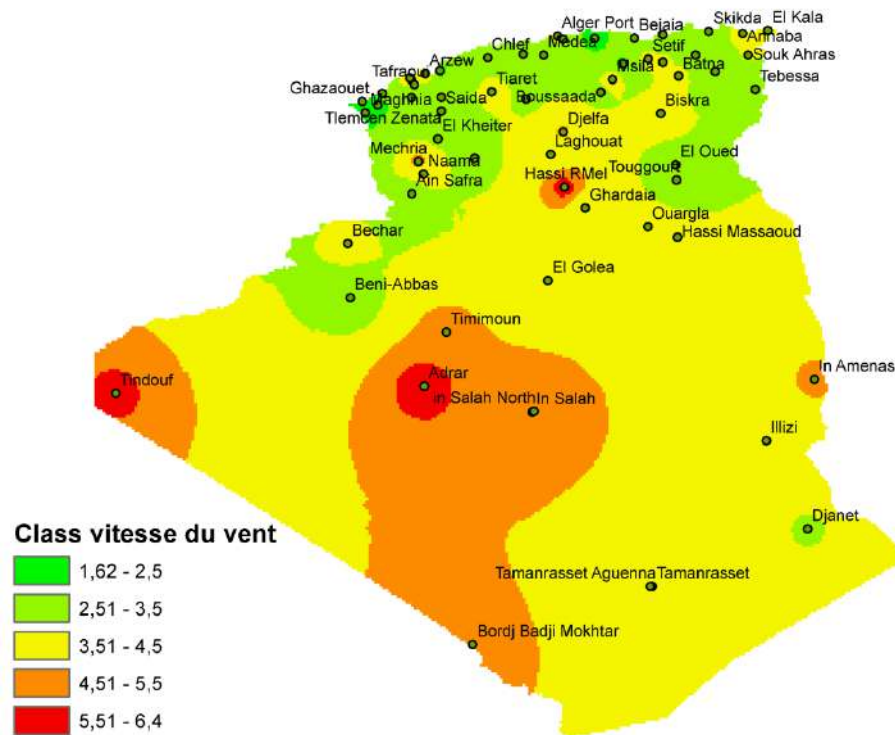 Skikda
El Kala
Alger Port
Bejaia
Annaba
Chlef
Medea
Setif
Souk Ahras
Arzew
Msila
Batna
Tafraoui
Tiaret
Tebessa
Ghazaouet
Maghnia
Saida
Boussaada
Biskra
Tlemcen Zenata
Djelfa
El Kheiter
Mechria
Laghouat
El Oued
Naama
Touggourt
Hassi RMel
Ain Safra
Ghardaia
Ouargla
Bechar
Hassi Massaoud
El Golea
Beni-Abbas
Timimoun
Tindouf
Adrar
In Amenas
in Salah North
In Salah
Illizi
Djanet
Class vitesse du vent
1,62 - 2,5
2,51 - 3,5
3,51 - 4,5
4,51 - 5,5
5,51 - 6,4
Tamanrasset Aguenna
Tamanrasset
Bordj Badji Mokhtar